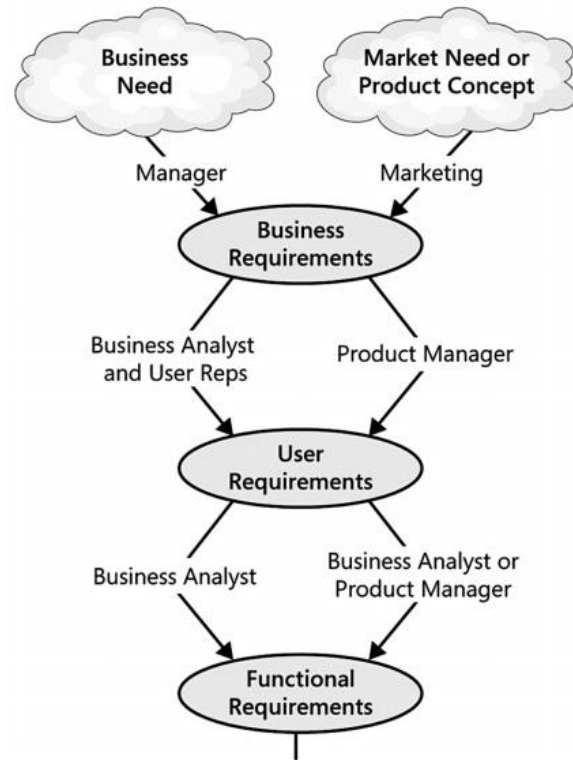 Business
Need
Market Need or
Product Concept
Manager
Marketing
Business
Requirements
Business Analyst
and User Reps
Product Manager
User
Requirements
Business Analyst
Business Analyst or
Product Manager
Functional
Requirements